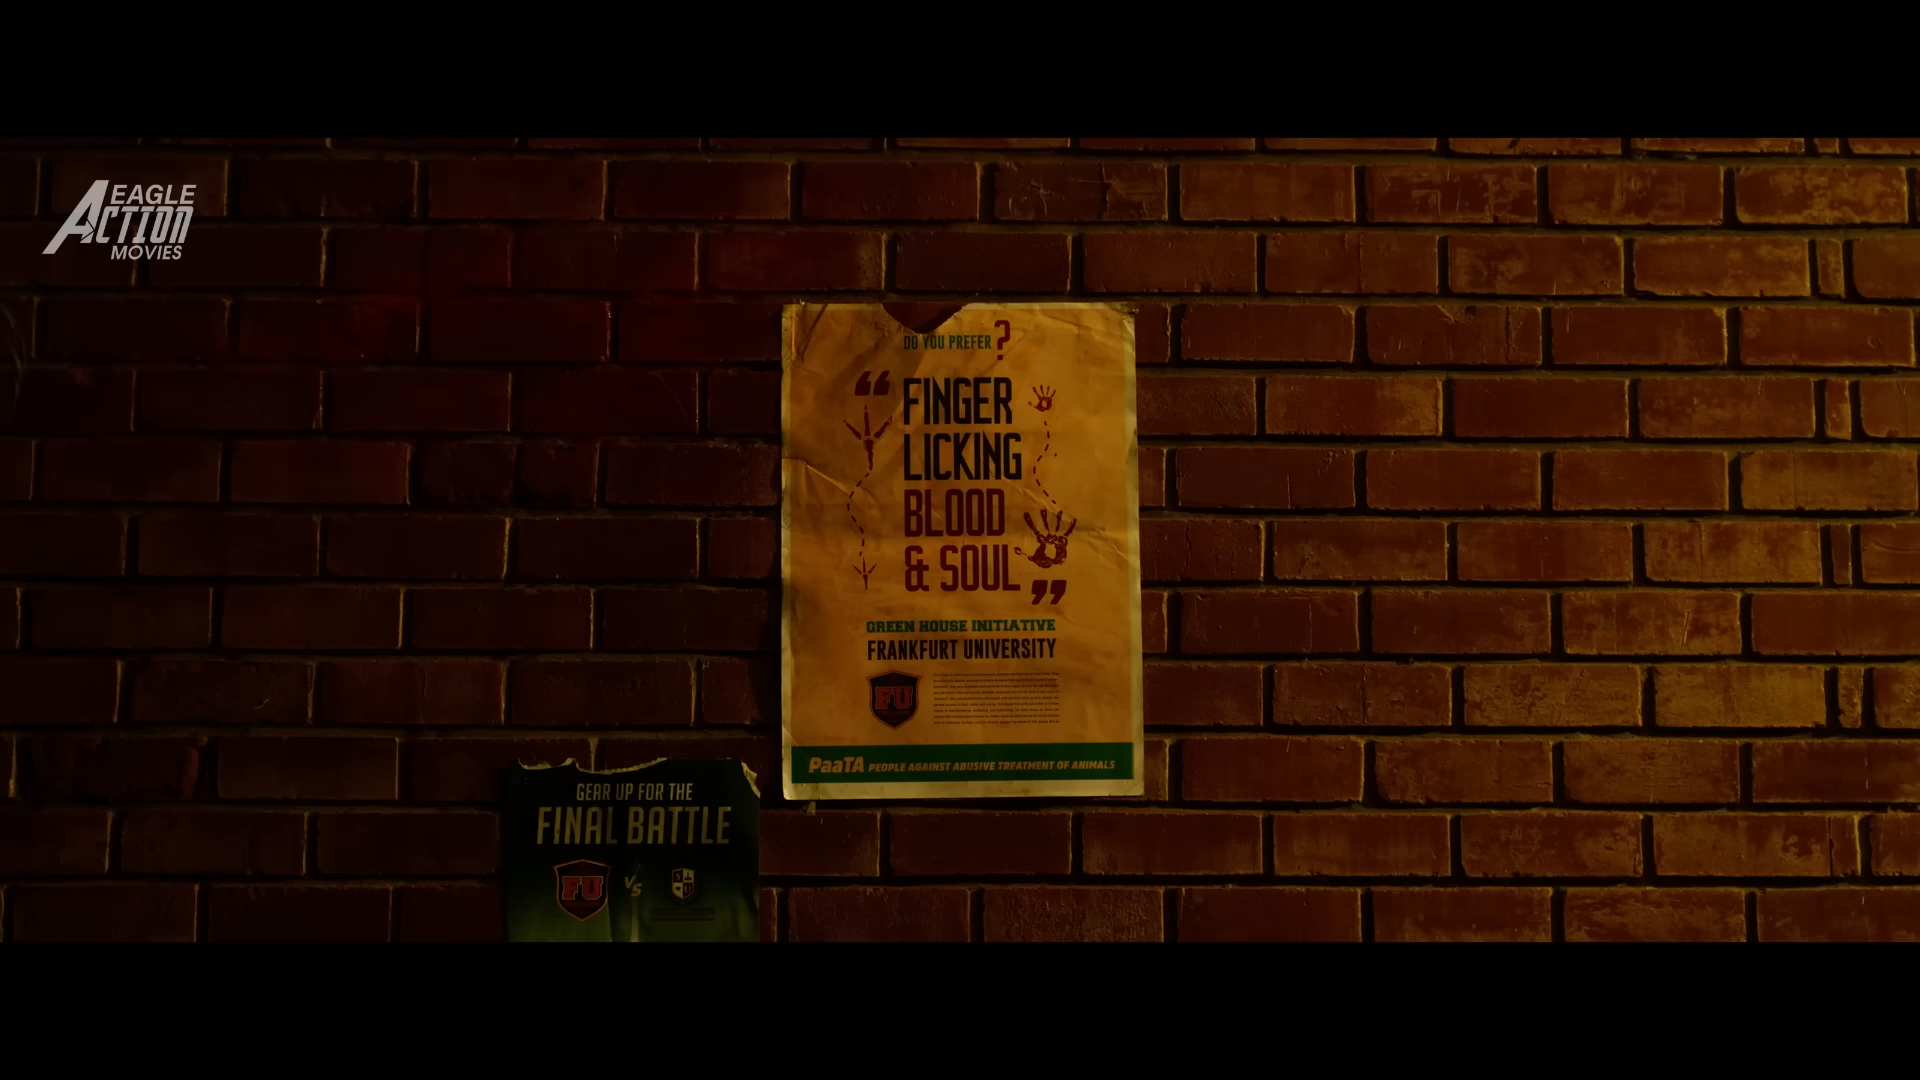 EAGLE
ACTION
MOVIES
DO YOU PREFER?
“FINGER
LICKING
BLOOD
& SOUL”
GREEN HOUSE INITIATIVE
FRANKFURT UNIVERSITY
FU
PaaTA PEOPLE AGAINST ABUSIVE TREATMENT OF ANIMALS
GEAR UP FOR THE
FINAL BATTLE
FU VS